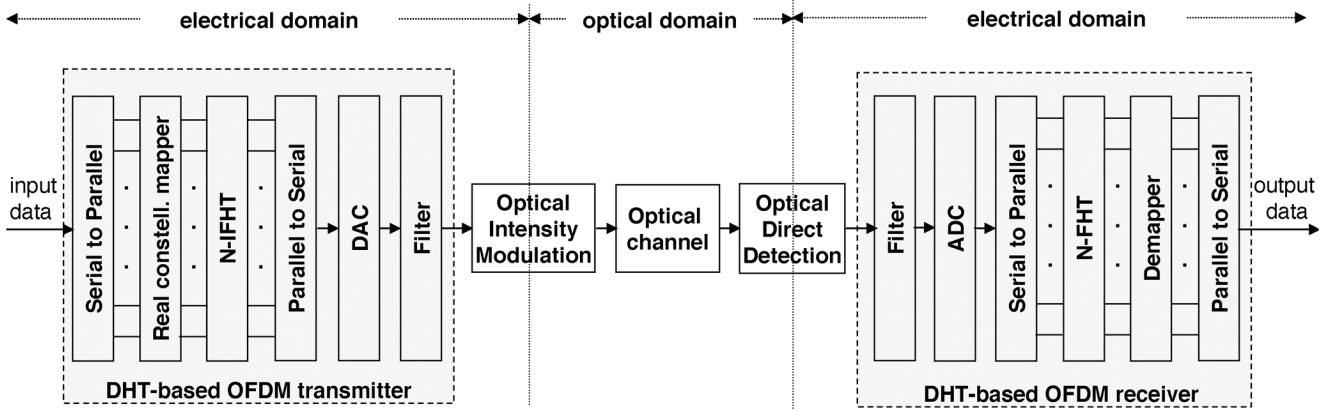 electrical domain
optical domain
electrical domain
input
data
Serial to Parallel
Real constell. mapper
N-IFHT
Parallel to Serial
DAC
Filter
DHT-based OFDM transmitter
Optical
Intensity
Modulation
Optical
channel
Optical
Direct
Detection
Filter
ADC
Serial to Parallel
N-FHT
Demapper
Parallel to Serial
DHT-based OFDM receiver
output
data